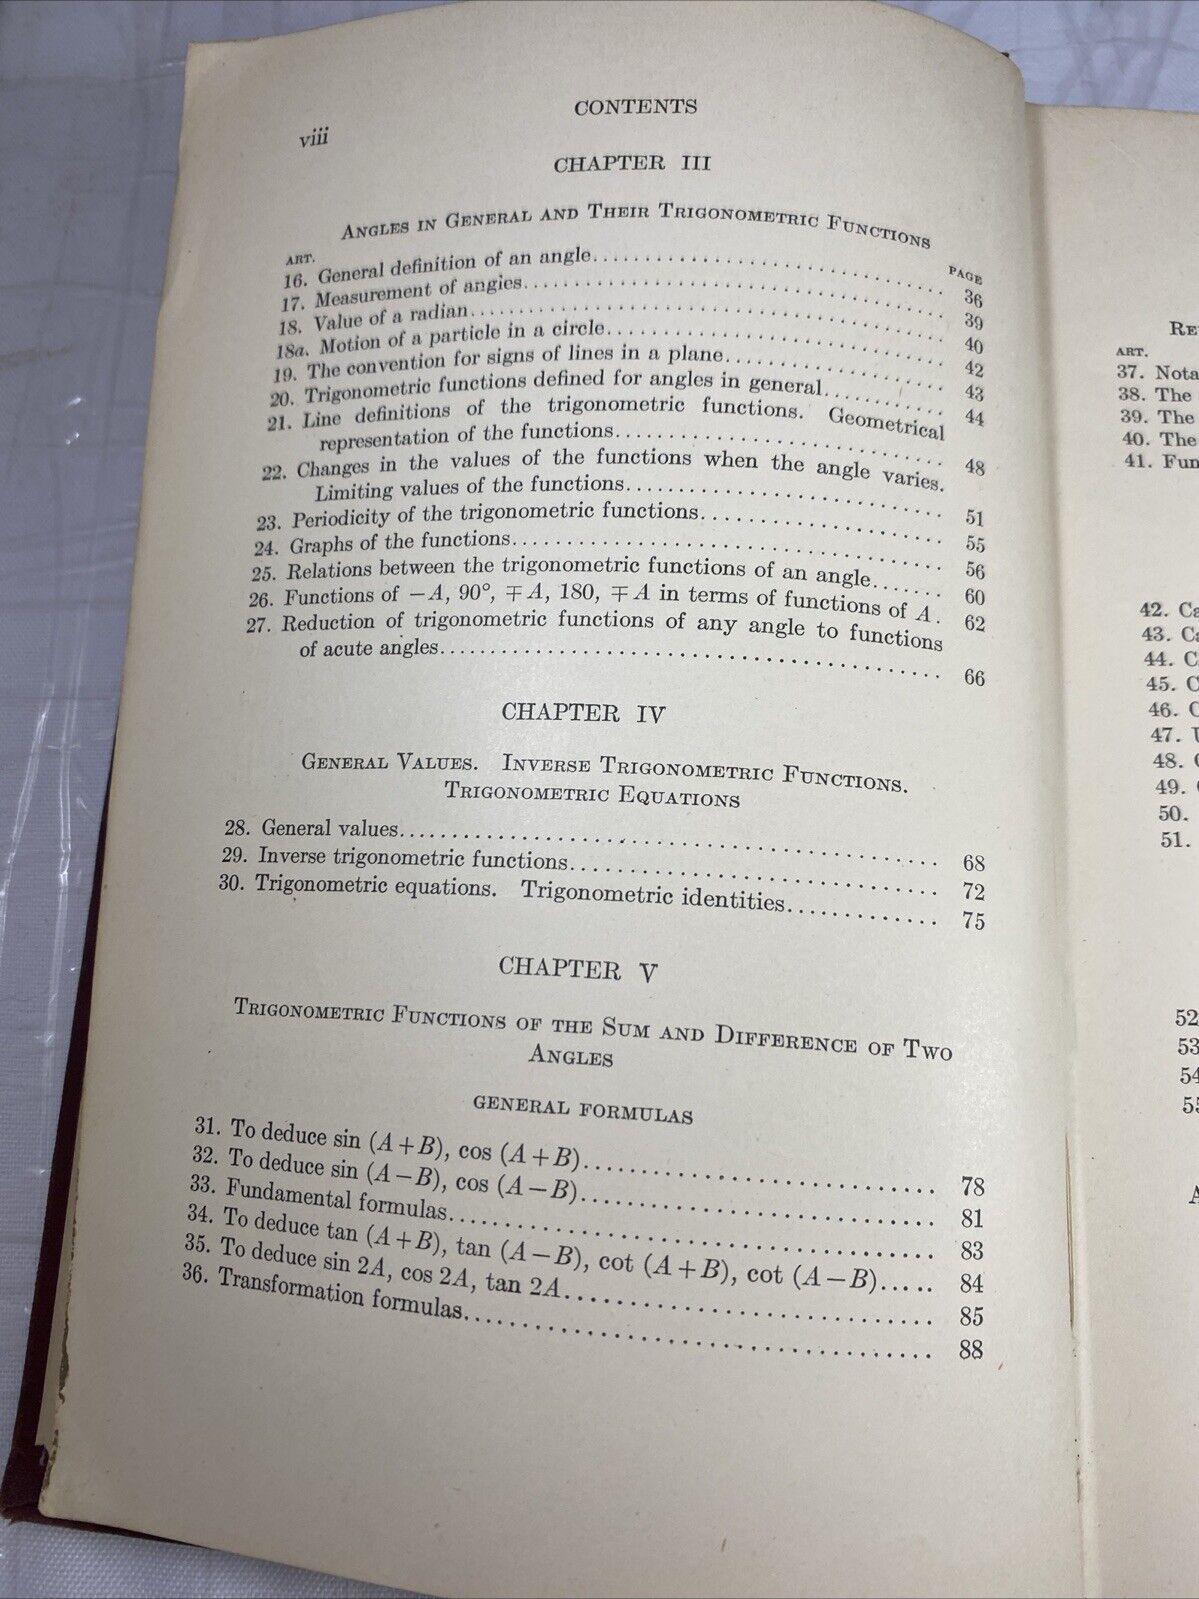 CONTENTS
viii
CHAPTER III
ANGLES IN GENERAL AND THEIR TRIGONOMETRIC FUNCTIONS
ART. PAGE
16. General definition of an angle. 36
17. Measurement of angles. 39
18. Value of a radian. 40
18a. Motion of a particle in a circle. 42
19. The convention for signs of lines in a plane. 43
20. Trigonometric functions defined for angles in general. 44
21. Line definitions of the trigonometric functions. Geometrical
representation of the functions. 48
22. Changes in the values of the functions when the angle varies.
Limiting values of the functions. 51
23. Periodicity of the trigonometric functions. 55
24. Graphs of the functions. 56
25. Relations between the trigonometric functions of an angle. 60
26. Functions of −A, 90°, ∓A, 180, ∓A in terms of functions of A. 62
27. Reduction of trigonometric functions of any angle to functions
of acute angles. 66
CHAPTER IV
GENERAL VALUES. INVERSE TRIGONOMETRIC FUNCTIONS.
TRIGONOMETRIC EQUATIONS
28. General values. 68
29. Inverse trigonometric functions. 72
30. Trigonometric equations. Trigonometric identities. 75
CHAPTER V
TRIGONOMETRIC FUNCTIONS OF THE SUM AND DIFFERENCE OF TWO
ANGLES
GENERAL FORMULAS
31. To deduce sin (A+B), cos (A+B). 78
32. To deduce sin (A−B), cos (A−B). 81
33. Fundamental formulas. 83
34. To deduce tan (A+B), tan (A−B), cot (A+B), cot (A−B). 84
35. To deduce sin 2A, cos 2A, tan 2A. 85
36. Transformation formulas. 88
ART.
37.
38. The
39. The
40. The
41.
42.
43.
44.
45.
46.
47.
48.
49.
50.
51.
52
53
54